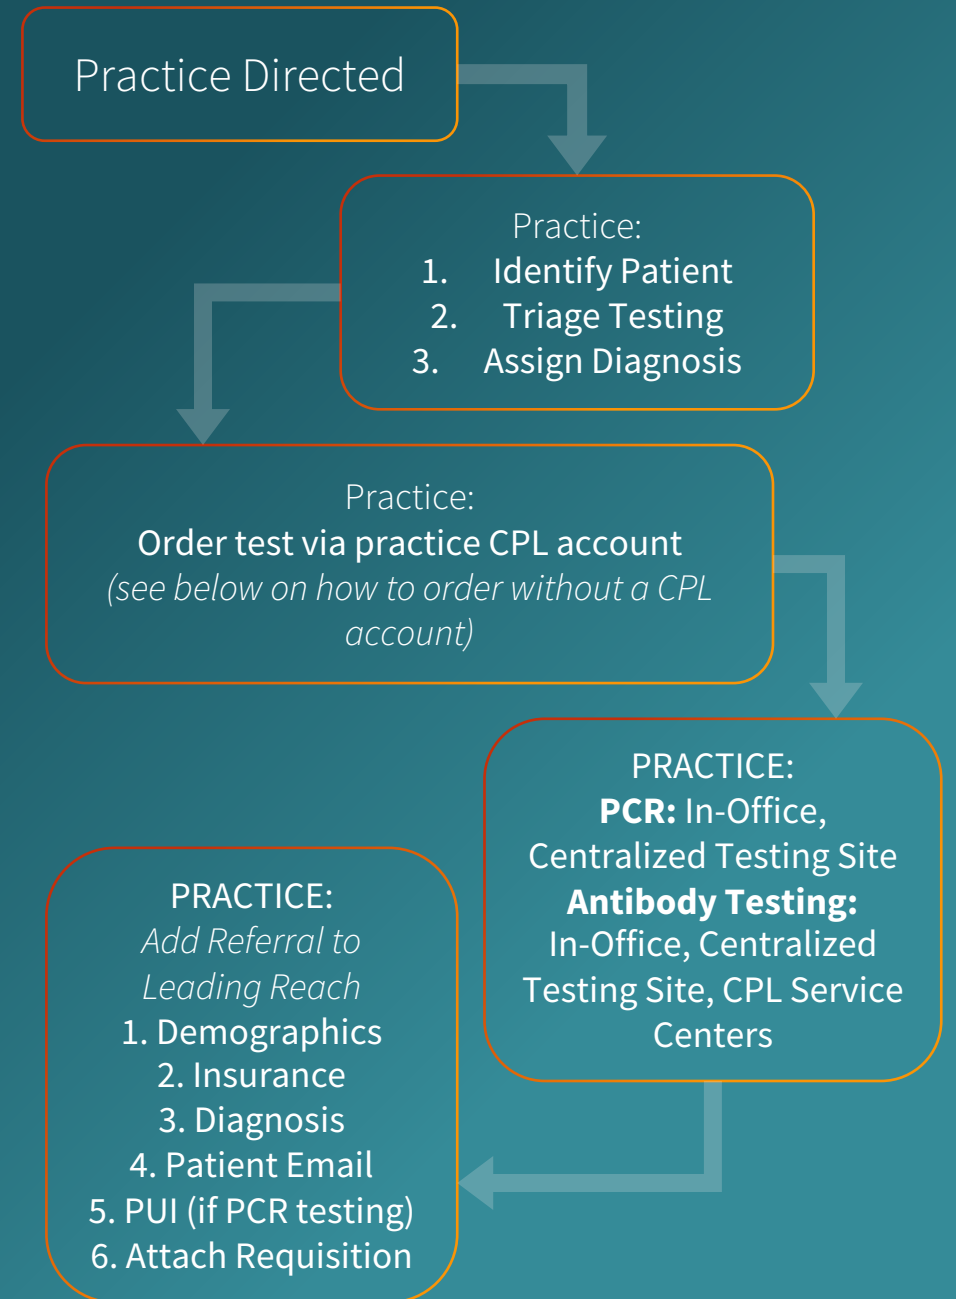 Practice Directed
Practice:
1. Identify Patient
2. Triage Testing
3. Assign Diagnosis
Practice:
Order test via practice CPL account
(see below on how to order without a CPL
account)
PRACTICE:
PCR: In-Office,
Centralized Testing Site
Antibody Testing:
In-Office, Centralized
Testing Site, CPL Service
Centers
PRACTICE:
Add Referral to
Leading Reach
1. Demographics
2. Insurance
3. Diagnosis
4. Patient Email
5. PUI (if PCR testing)
6. Attach Requisition